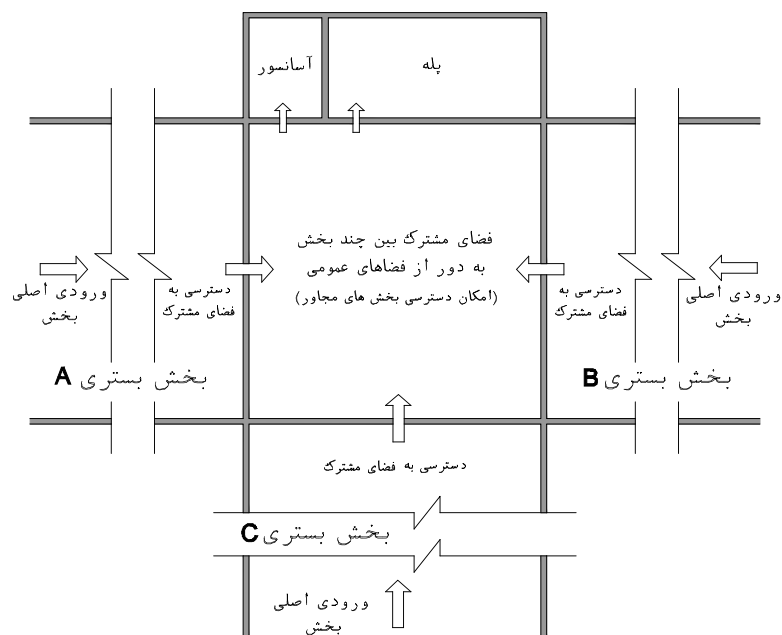 آسانسور
پله
فضای مشترک بین چند بخش
به دور از فضاهای عمومی
(امکان دسترسی بخش های مجاور)
ورودی اصلی
بخش
دسترسی به
فضای مشترک
دسترسی به
فضای مشترک
ورودی اصلی
بخش
بخش بستری A
بخش بستری B
دسترسی به فضای مشترک
بخش بستری C
ورودی اصلی
بخش